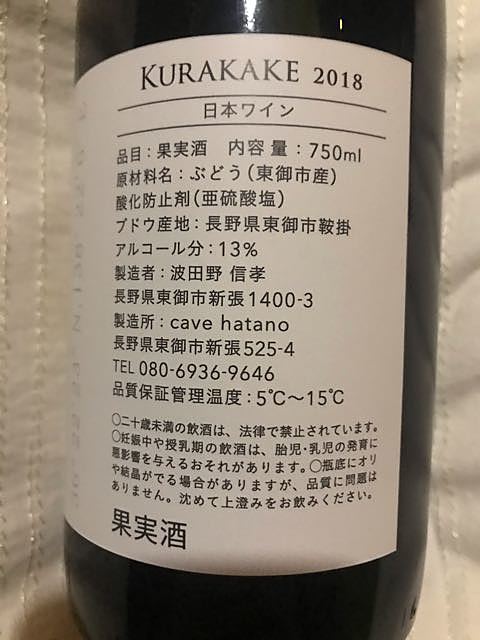 KURAKAKE 2018
日本ワイン
品目：果実酒　内容量：750ml
原材料名：ぶどう（東御市産）
酸化防止剤（亜硫酸塩）
ブドウ産地：長野県東御市鞍掛
アルコール分：13%
製造者：波田野 信孝
長野県東御市新張1400-3
製造所：cave hatano
長野県東御市新張525-4
TEL 080-6936-9646
品質保証管理温度：5℃〜15℃
○二十歳未満の飲酒は、法律で禁止されています。
○妊娠中や授乳期の飲酒は、胎児・乳児の発育に
悪影響を与えるおそれがあります。○瓶底にオリ
や結晶がでる場合がありますが、品質に問題は
ありません。沈めて上澄みをお飲みください。
果実酒